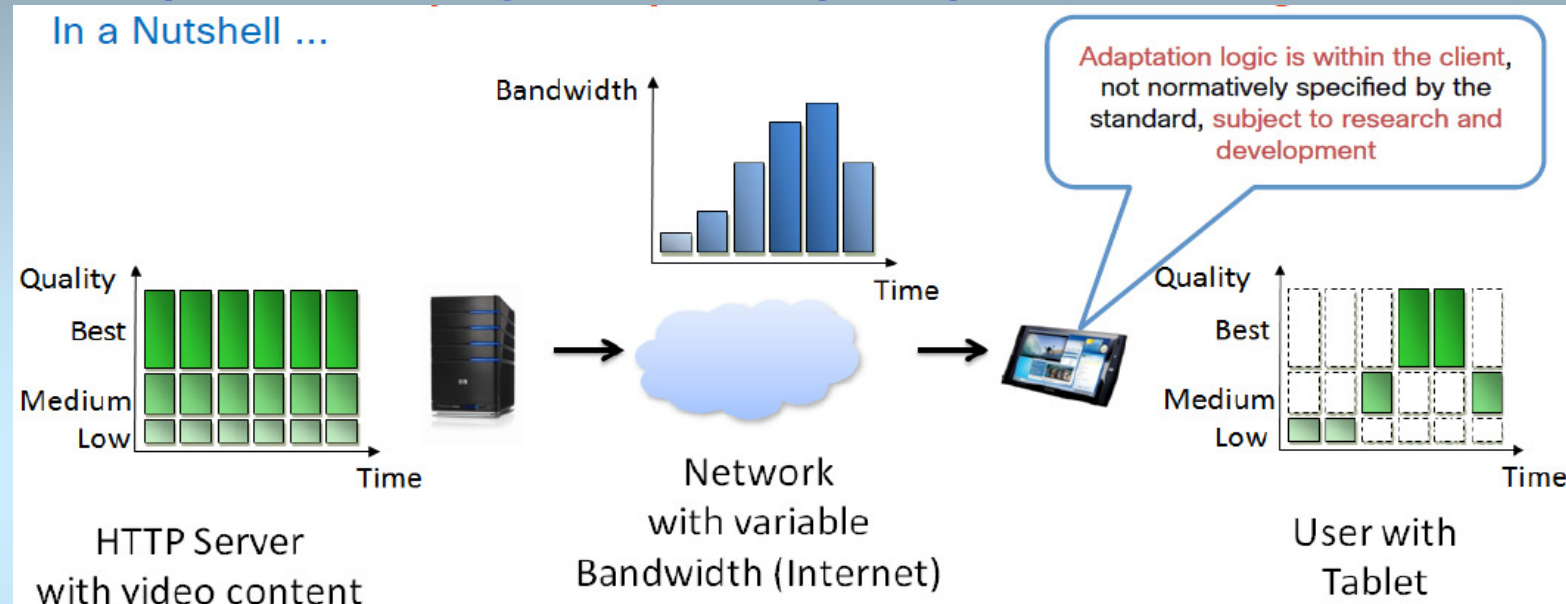 In a Nutshell ...
Adaptation logic is within the client,
not normatively specified by the
standard, subject to research and
development
Bandwidth
Time
Quality
Best
Medium
Low
Time
Quality
Best
Medium
Low
Time
HTTP Server
with video content
Network
with variable
Bandwidth (Internet)
User with
Tablet